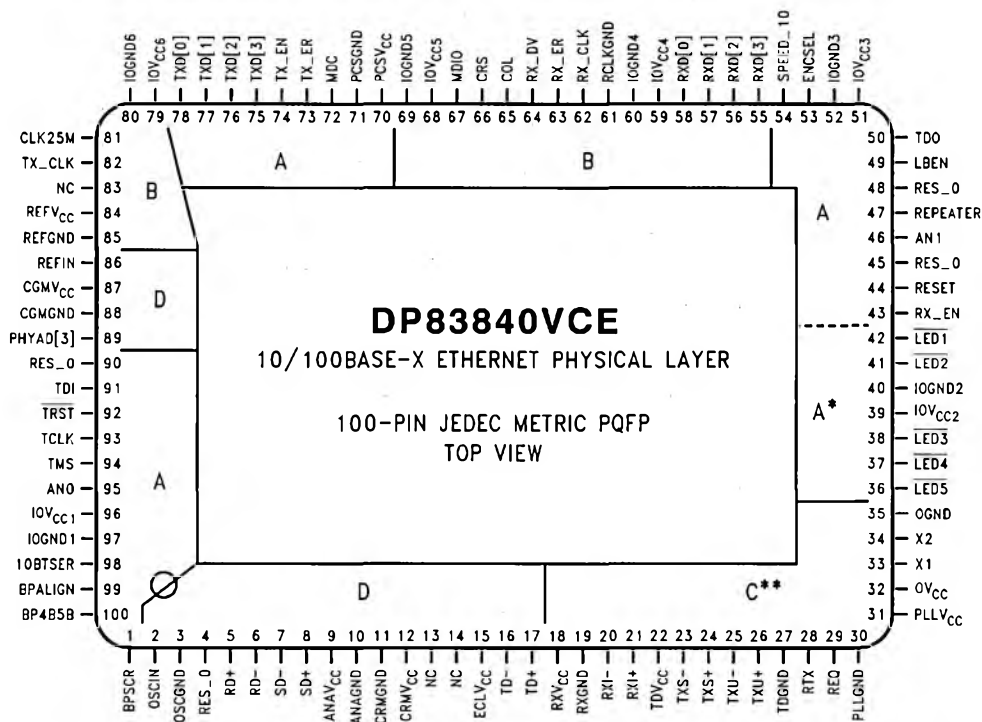 IOGND6 IOVCC6 TXD[0] TXD[1] TXD[2] TXD[3] TX_EN TX_ER MDC PCSGND PCSVCC IOGND5 IOVCC5 MDIO CRS COL RX_DV RX_ER RX_CLK RCLKGND IOGND4 IOVCC4 RXD[0] RXD[1] RXD[2] RXD[3] SPEED_10 ENCSEL IOGND3 IOVCC3
80 79 78 77 76 75 74 73 72 71 70 69 68 67 66 65 64 63 62 61 60 59 58 57 56 55 54 53 52 51
CLK25M 81
TX_CLK 82
NC 83
REFVCC 84
REFGND 85
REFIN 86
CGMVCC 87
CGMGND 88
PHYAD[3] 89
RES_0 90
TDI 91
TRST 92
TCLK 93
TMS 94
AN0 95
IOVCC1 96
IOGND1 97
10BTSER 98
BPALIGN 99
BP4B5B 100
A
B
B
A
D
A
D
C**
A*
DP83840VCE
10/100BASE-X ETHERNET PHYSICAL LAYER
100-PIN JEDEC METRIC PQFP
TOP VIEW
50 TDO
49 LBEN
48 RES_0
47 REPEATER
46 AN1
45 RES_0
44 RESET
43 RX_EN
42 LED1
41 LED2
40 IOGND2
39 IOVCC2
38 LED3
37 LED4
36 LED5
35 OGND
34 X2
33 X1
32 OVCC
31 PLLVCC
1 2 3 4 5 6 7 8 9 10 11 12 13 14 15 16 17 18 19 20 21 22 23 24 25 26 27 28 29 30
BPSCR OSCIN OSCGND RES_0 RD+ RD- SD- SD+ ANAVCC ANAGND CRMGND CRMVCC NC NC ECLVCC TD- TD+ RXVCC RXGND RXI- RXI+ TDVCC TXS- TXS+ TXU- TXU+ TDGND RTX REQ PLLGND